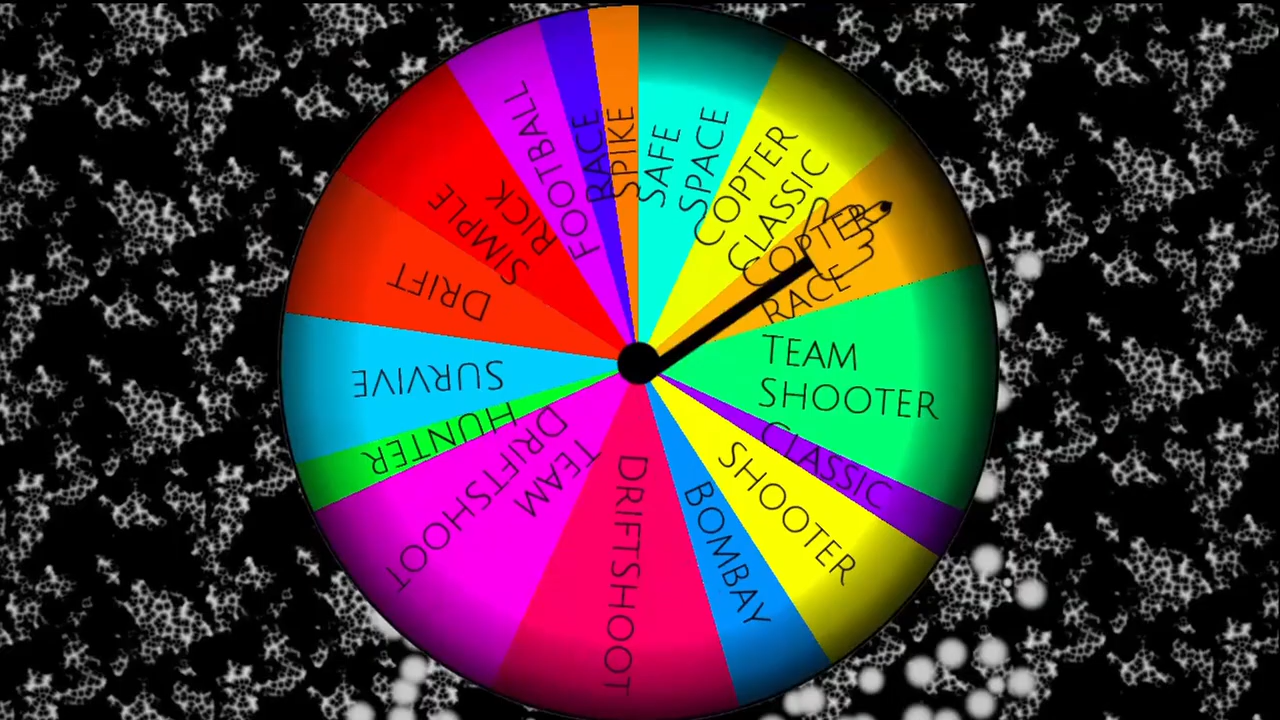 SAFE
SPACE
COPTER
CLASSIC
COPTER
RACE
TEAM
SHOOTER
CLASSIC
SHOOTER
BOMBAY
DRIFTSHOOT
TEAM
DRIFTSHOOT
HUNTER
SURVIVE
DRIFT
SIMPLE
RICK
FOOTBALL
RACE
SPIKE